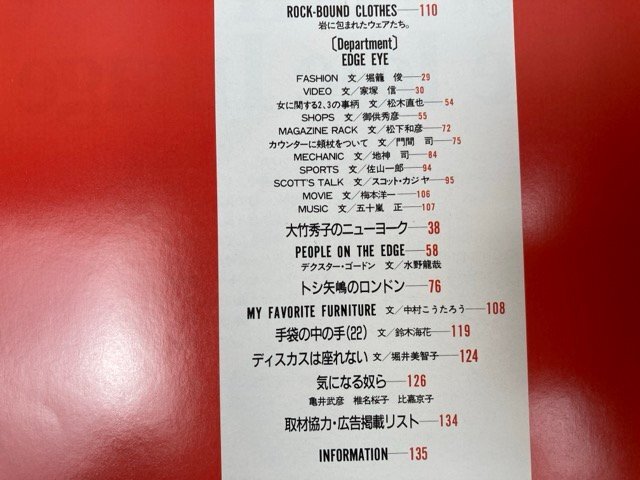 ROCK-BOUND CLOTHES—110
岩に包まれたウェアたち。
〔Department〕
EDGE EYE
FASHION 文／堀籠 俊—29
VIDEO 文／家塚 信—30
女に関する2、3の事柄 文／松木直也—54
SHOPS 文／御供秀彦—55
MAGAZINE RACK 文／松下和彦—72
カウンターに頬杖をついて 文／門間 司—75
MECHANIC 文／地神 司—84
SPORTS 文／佐山一郎—94
SCOTT'S TALK 文／スコット・カジヤ—95
MOVIE 文／梅本洋一—106
MUSIC 文／五十嵐 正—107
大竹秀子のニューヨーク—38
PEOPLE ON THE EDGE—58
デクスター・ゴードン 文／水野龍哉
トシ矢嶋のロンドン—76
MY FAVORITE FURNITURE 文／中村こうたろう—108
手袋の中の手(22) 文／鈴木海花—119
ディスカスは座れない 文／堀井美智子—124
気になる奴ら—126
亀井武彦 椎名桜子 比嘉京子
取材協力・広告掲載リスト—134
INFORMATION—135